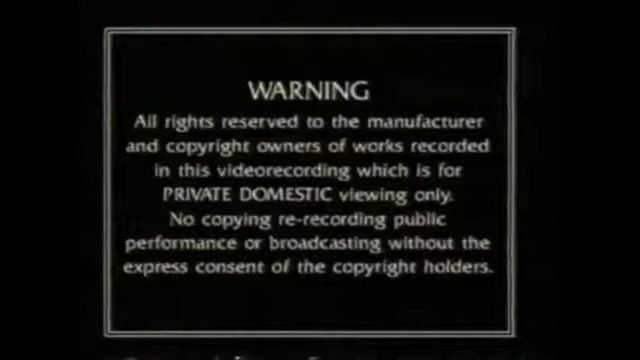 WARNING
All rights reserved to the manufacturer
and copyright owners of works recorded
in this videorecording which is for
PRIVATE DOMESTIC viewing only.
No copying re-recording public
performance or broadcasting without the
express consent of the copyright holders.